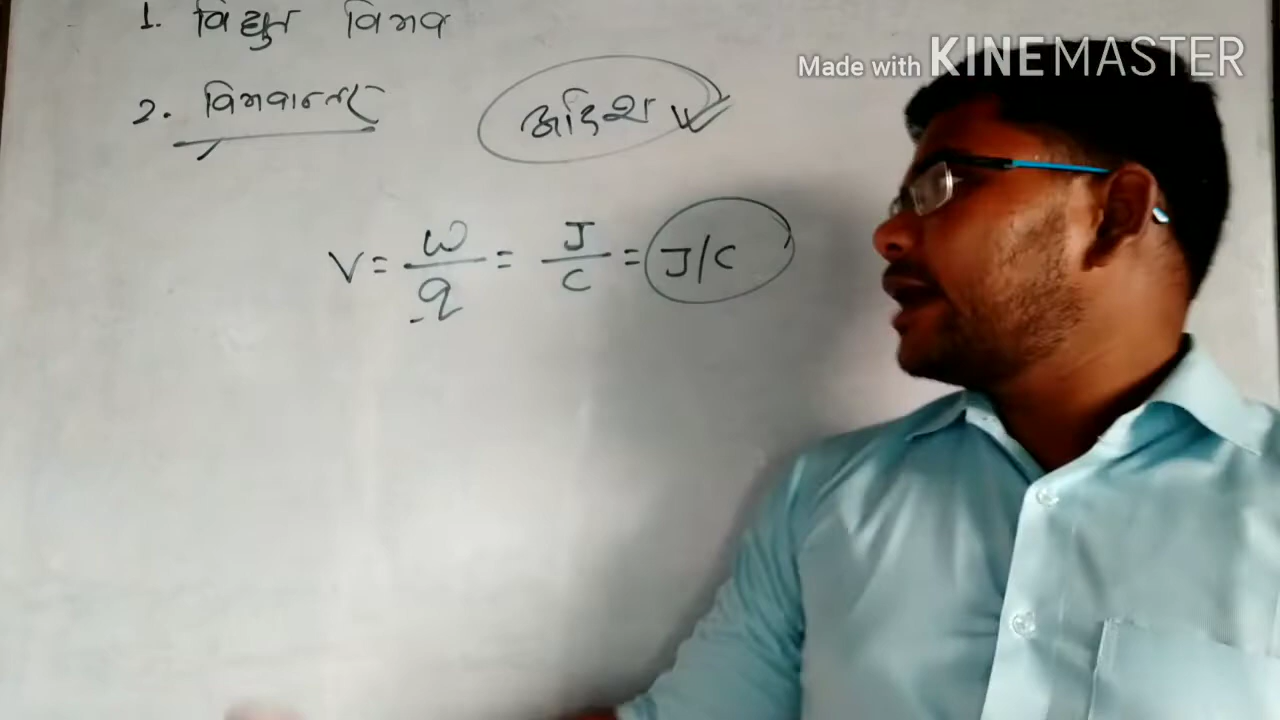 1. विद्युत विभव
Made with KINEMASTER
2. विभवान्तर
अदिश
V = W/q = J/C = J/C